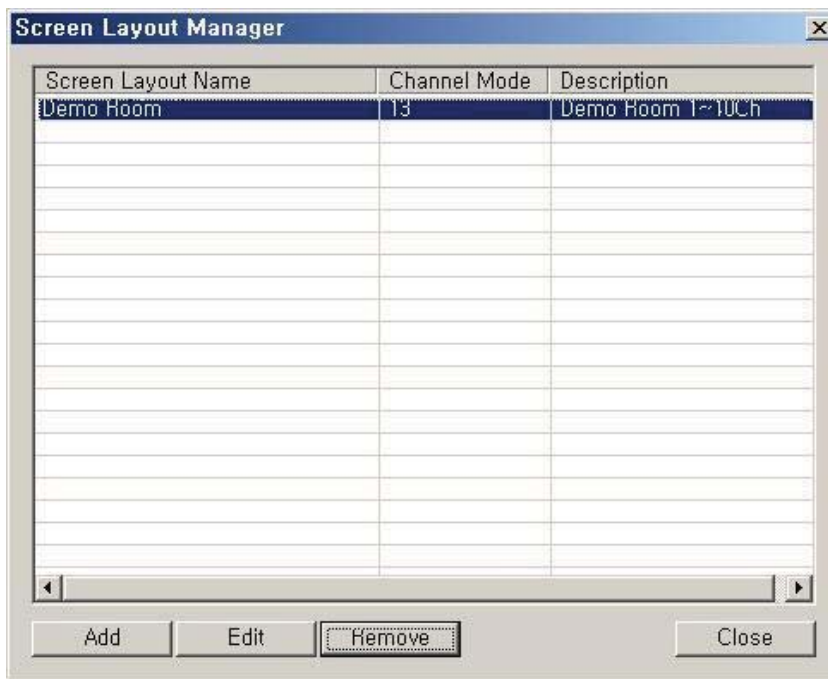 Screen Layout Manager
Screen Layout Name Channel Mode Description
Demo Room 13 Demo Room 1~10Ch
Add Edit Remove Close